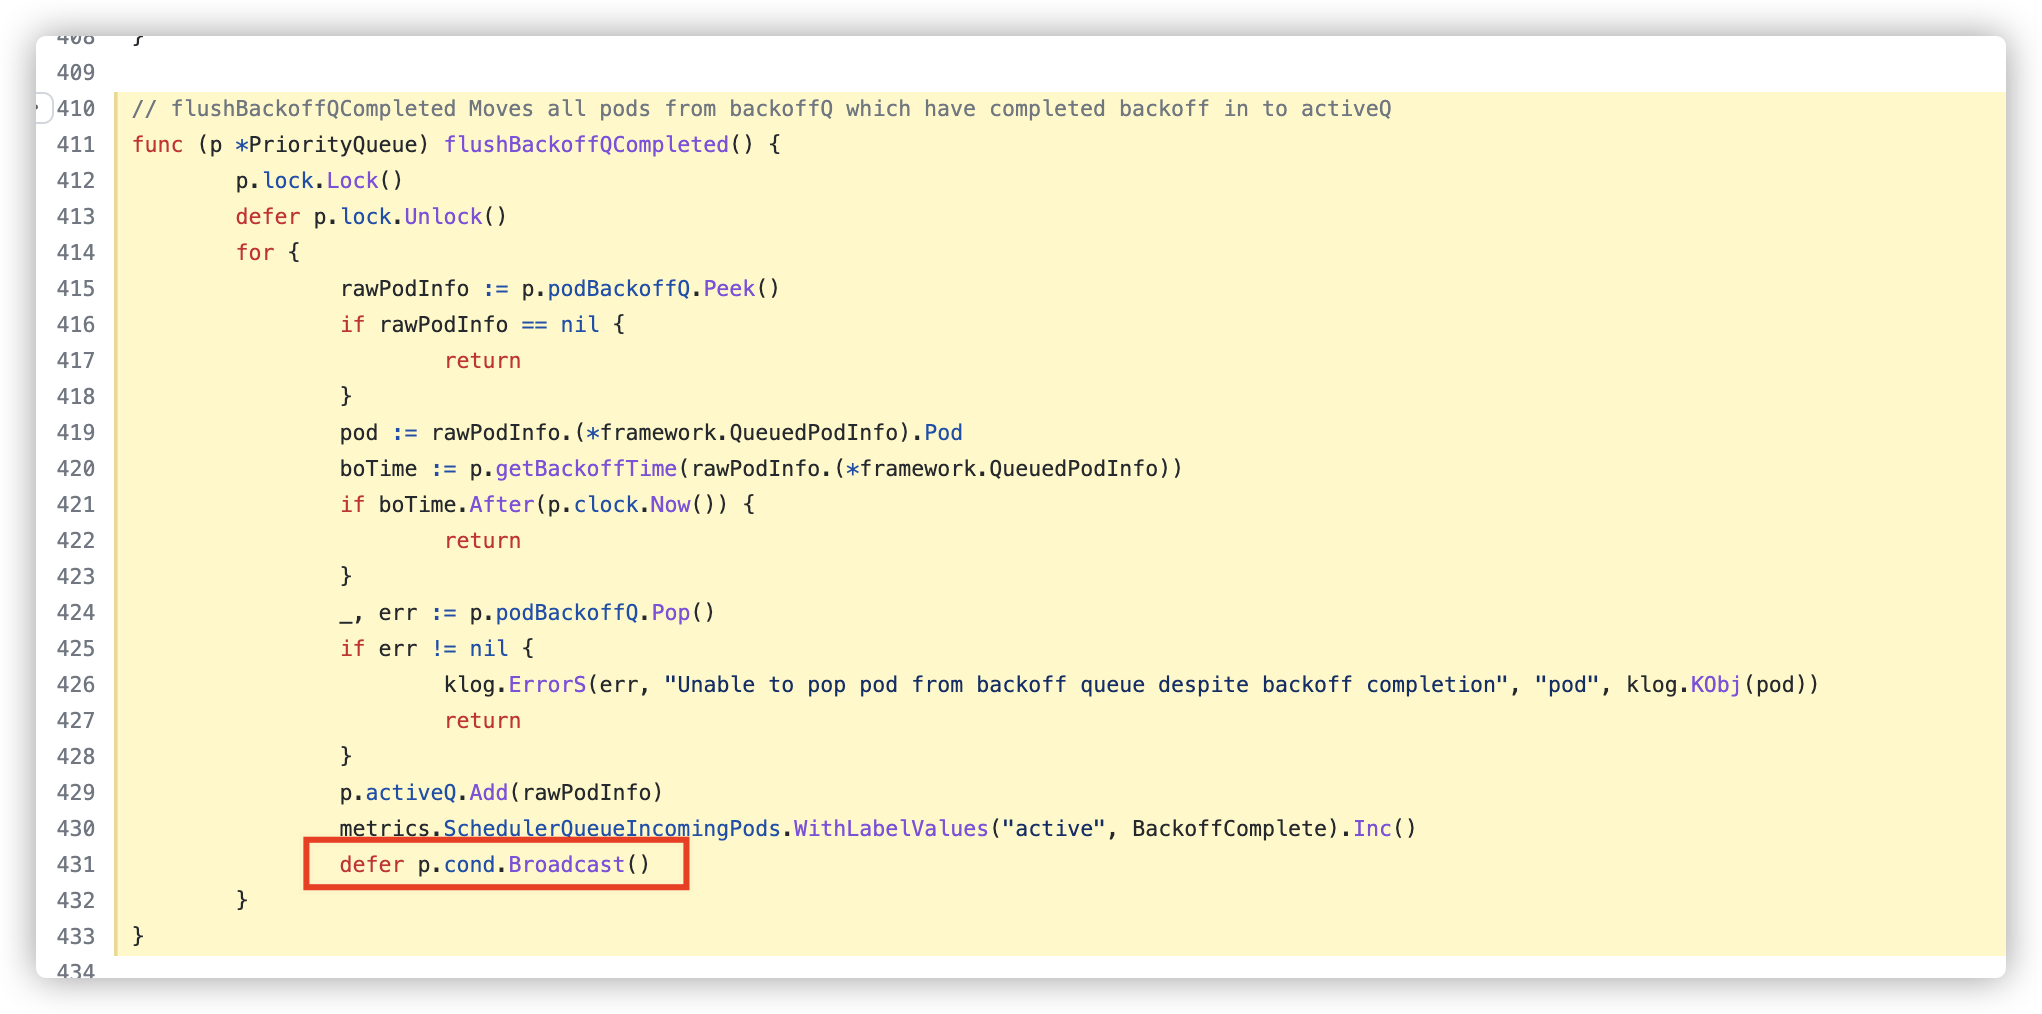 408 }
409
410 // flushBackoffQCompleted Moves all pods from backoffQ which have completed backoff in to activeQ
411 func (p *PriorityQueue) flushBackoffQCompleted() {
412 p.lock.Lock()
413 defer p.lock.Unlock()
414 for {
415 rawPodInfo := p.podBackoffQ.Peek()
416 if rawPodInfo == nil {
417 return
418 }
419 pod := rawPodInfo.(*framework.QueuedPodInfo).Pod
420 boTime := p.getBackoffTime(rawPodInfo.(*framework.QueuedPodInfo))
421 if boTime.After(p.clock.Now()) {
422 return
423 }
424 _, err := p.podBackoffQ.Pop()
425 if err != nil {
426 klog.ErrorS(err, "Unable to pop pod from backoff queue despite backoff completion", "pod", klog.KObj(pod))
427 return
428 }
429 p.activeQ.Add(rawPodInfo)
430 metrics.SchedulerQueueIncomingPods.WithLabelValues("active", BackoffComplete).Inc()
431 defer p.cond.Broadcast()
432 }
433 }
434